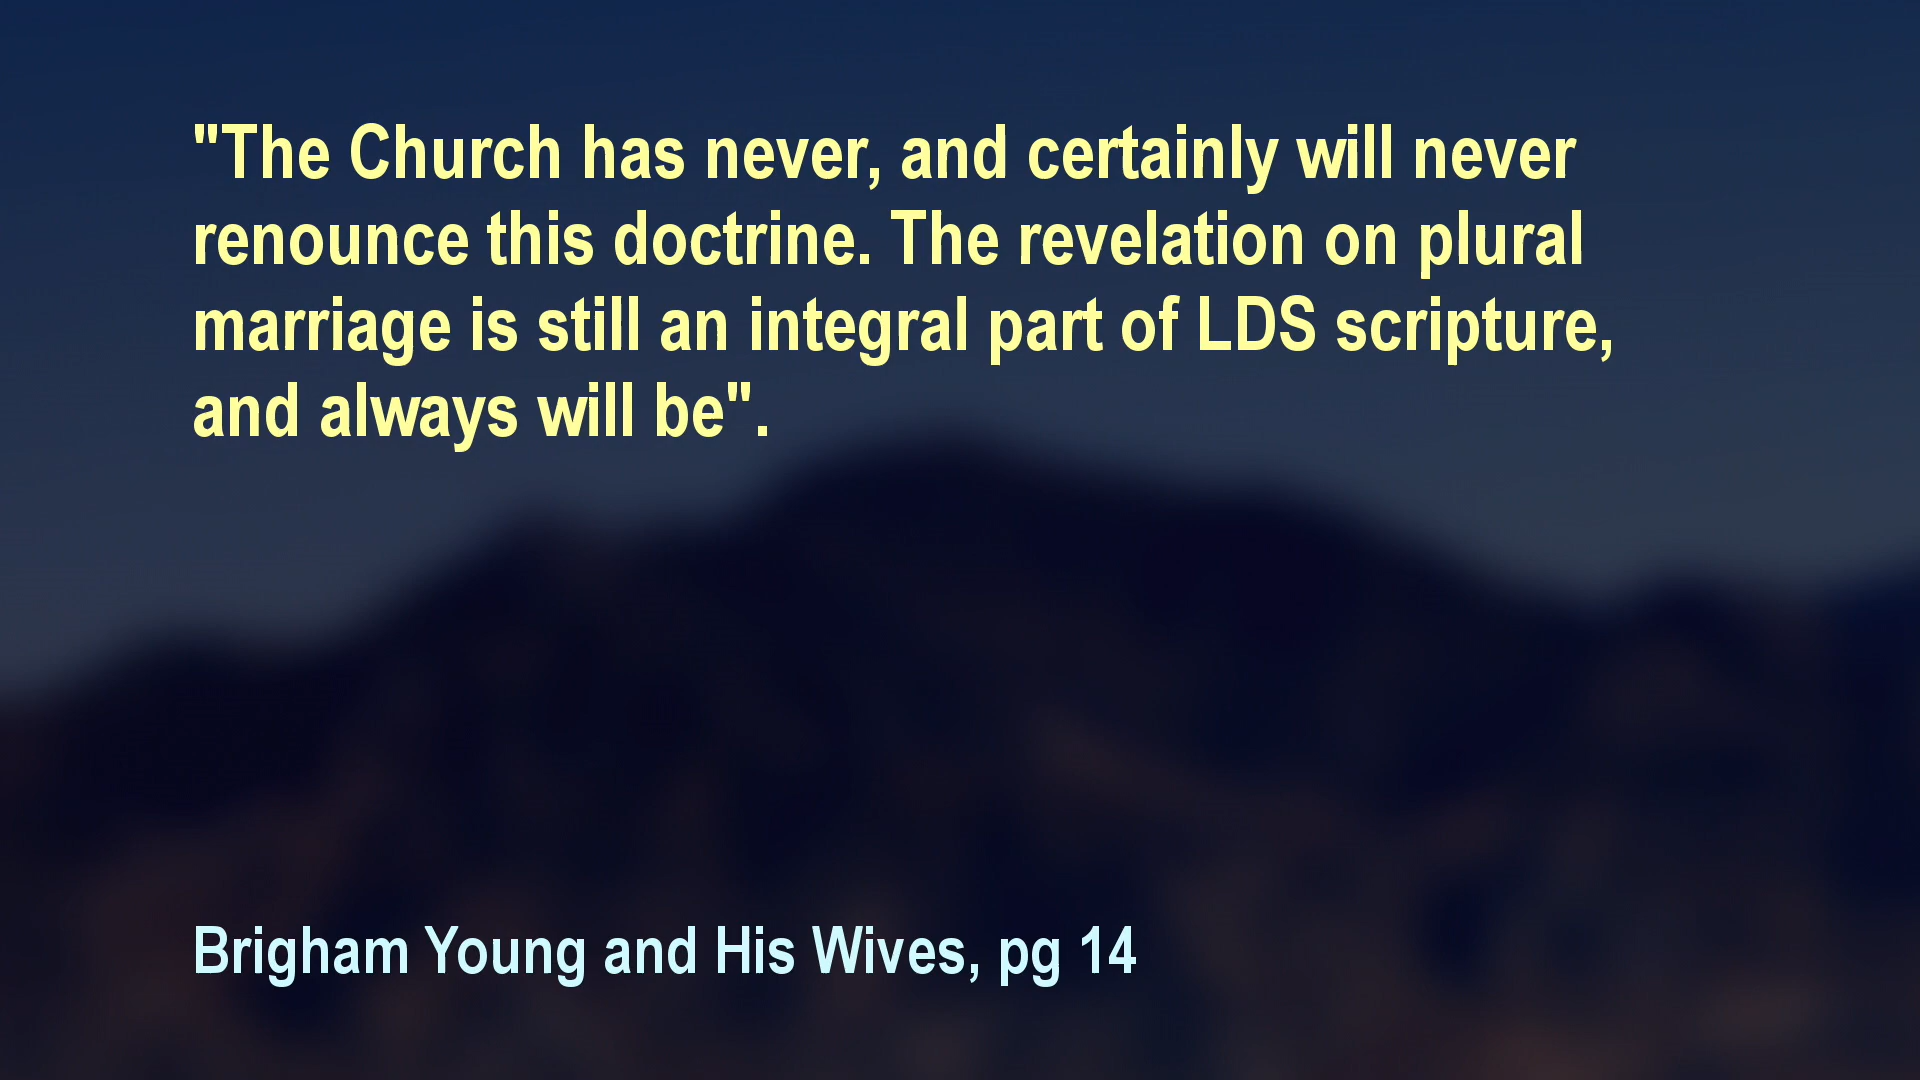 "The Church has never, and certainly will never
renounce this doctrine. The revelation on plural
marriage is still an integral part of LDS scripture,
and always will be".
Brigham Young and His Wives, pg 14